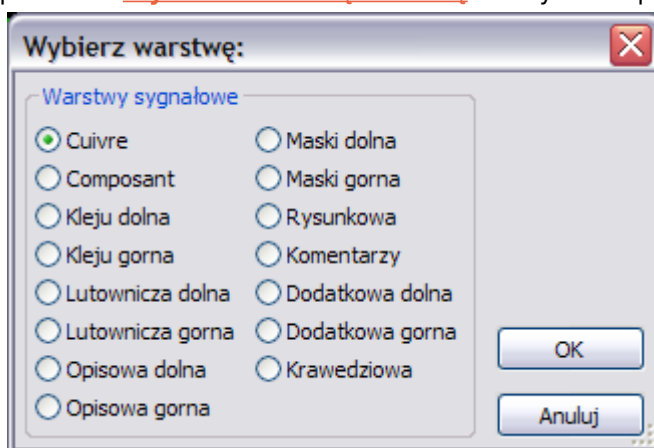 Wybierz warstwę:
Warstwy sygnałowe
Cuivre
Composant
Kleju dolna
Kleju gorna
Lutownicza dolna
Lutownicza gorna
Opisowa dolna
Opisowa gorna
Maski dolna
Maski gorna
Rysunkowa
Komentarzy
Dodatkowa dolna
Dodatkowa gorna
Krawedziowa
OK
Anuluj